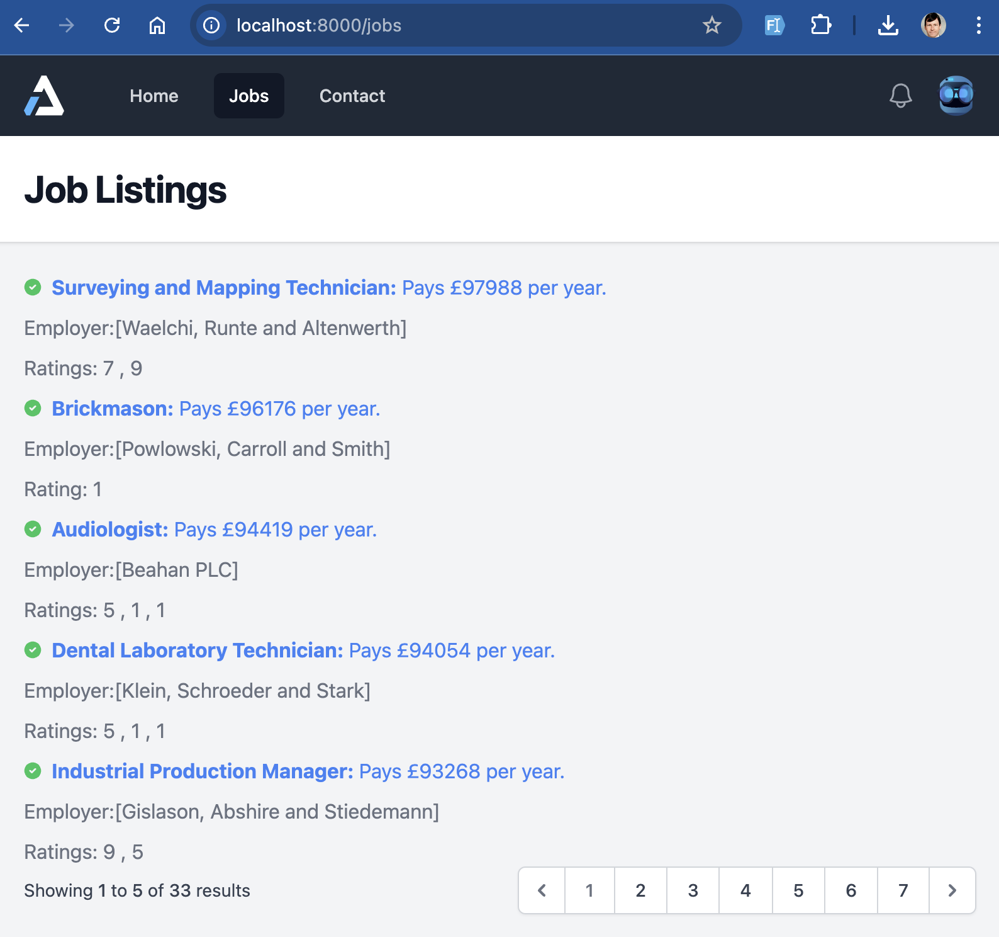 localhost:8000/jobs
Home Jobs Contact
Job Listings
Surveying and Mapping Technician: Pays £97988 per year.
Employer:[Waelchi, Runte and Altenwerth]
Ratings: 7 , 9
Brickmason: Pays £96176 per year.
Employer:[Powlowski, Carroll and Smith]
Rating: 1
Audiologist: Pays £94419 per year.
Employer:[Beahan PLC]
Ratings: 5 , 1 , 1
Dental Laboratory Technician: Pays £94054 per year.
Employer:[Klein, Schroeder and Stark]
Ratings: 5 , 1 , 1
Industrial Production Manager: Pays £93268 per year.
Employer:[Gislason, Abshire and Stiedemann]
Ratings: 9 , 5
Showing 1 to 5 of 33 results
1 2 3 4 5 6 7